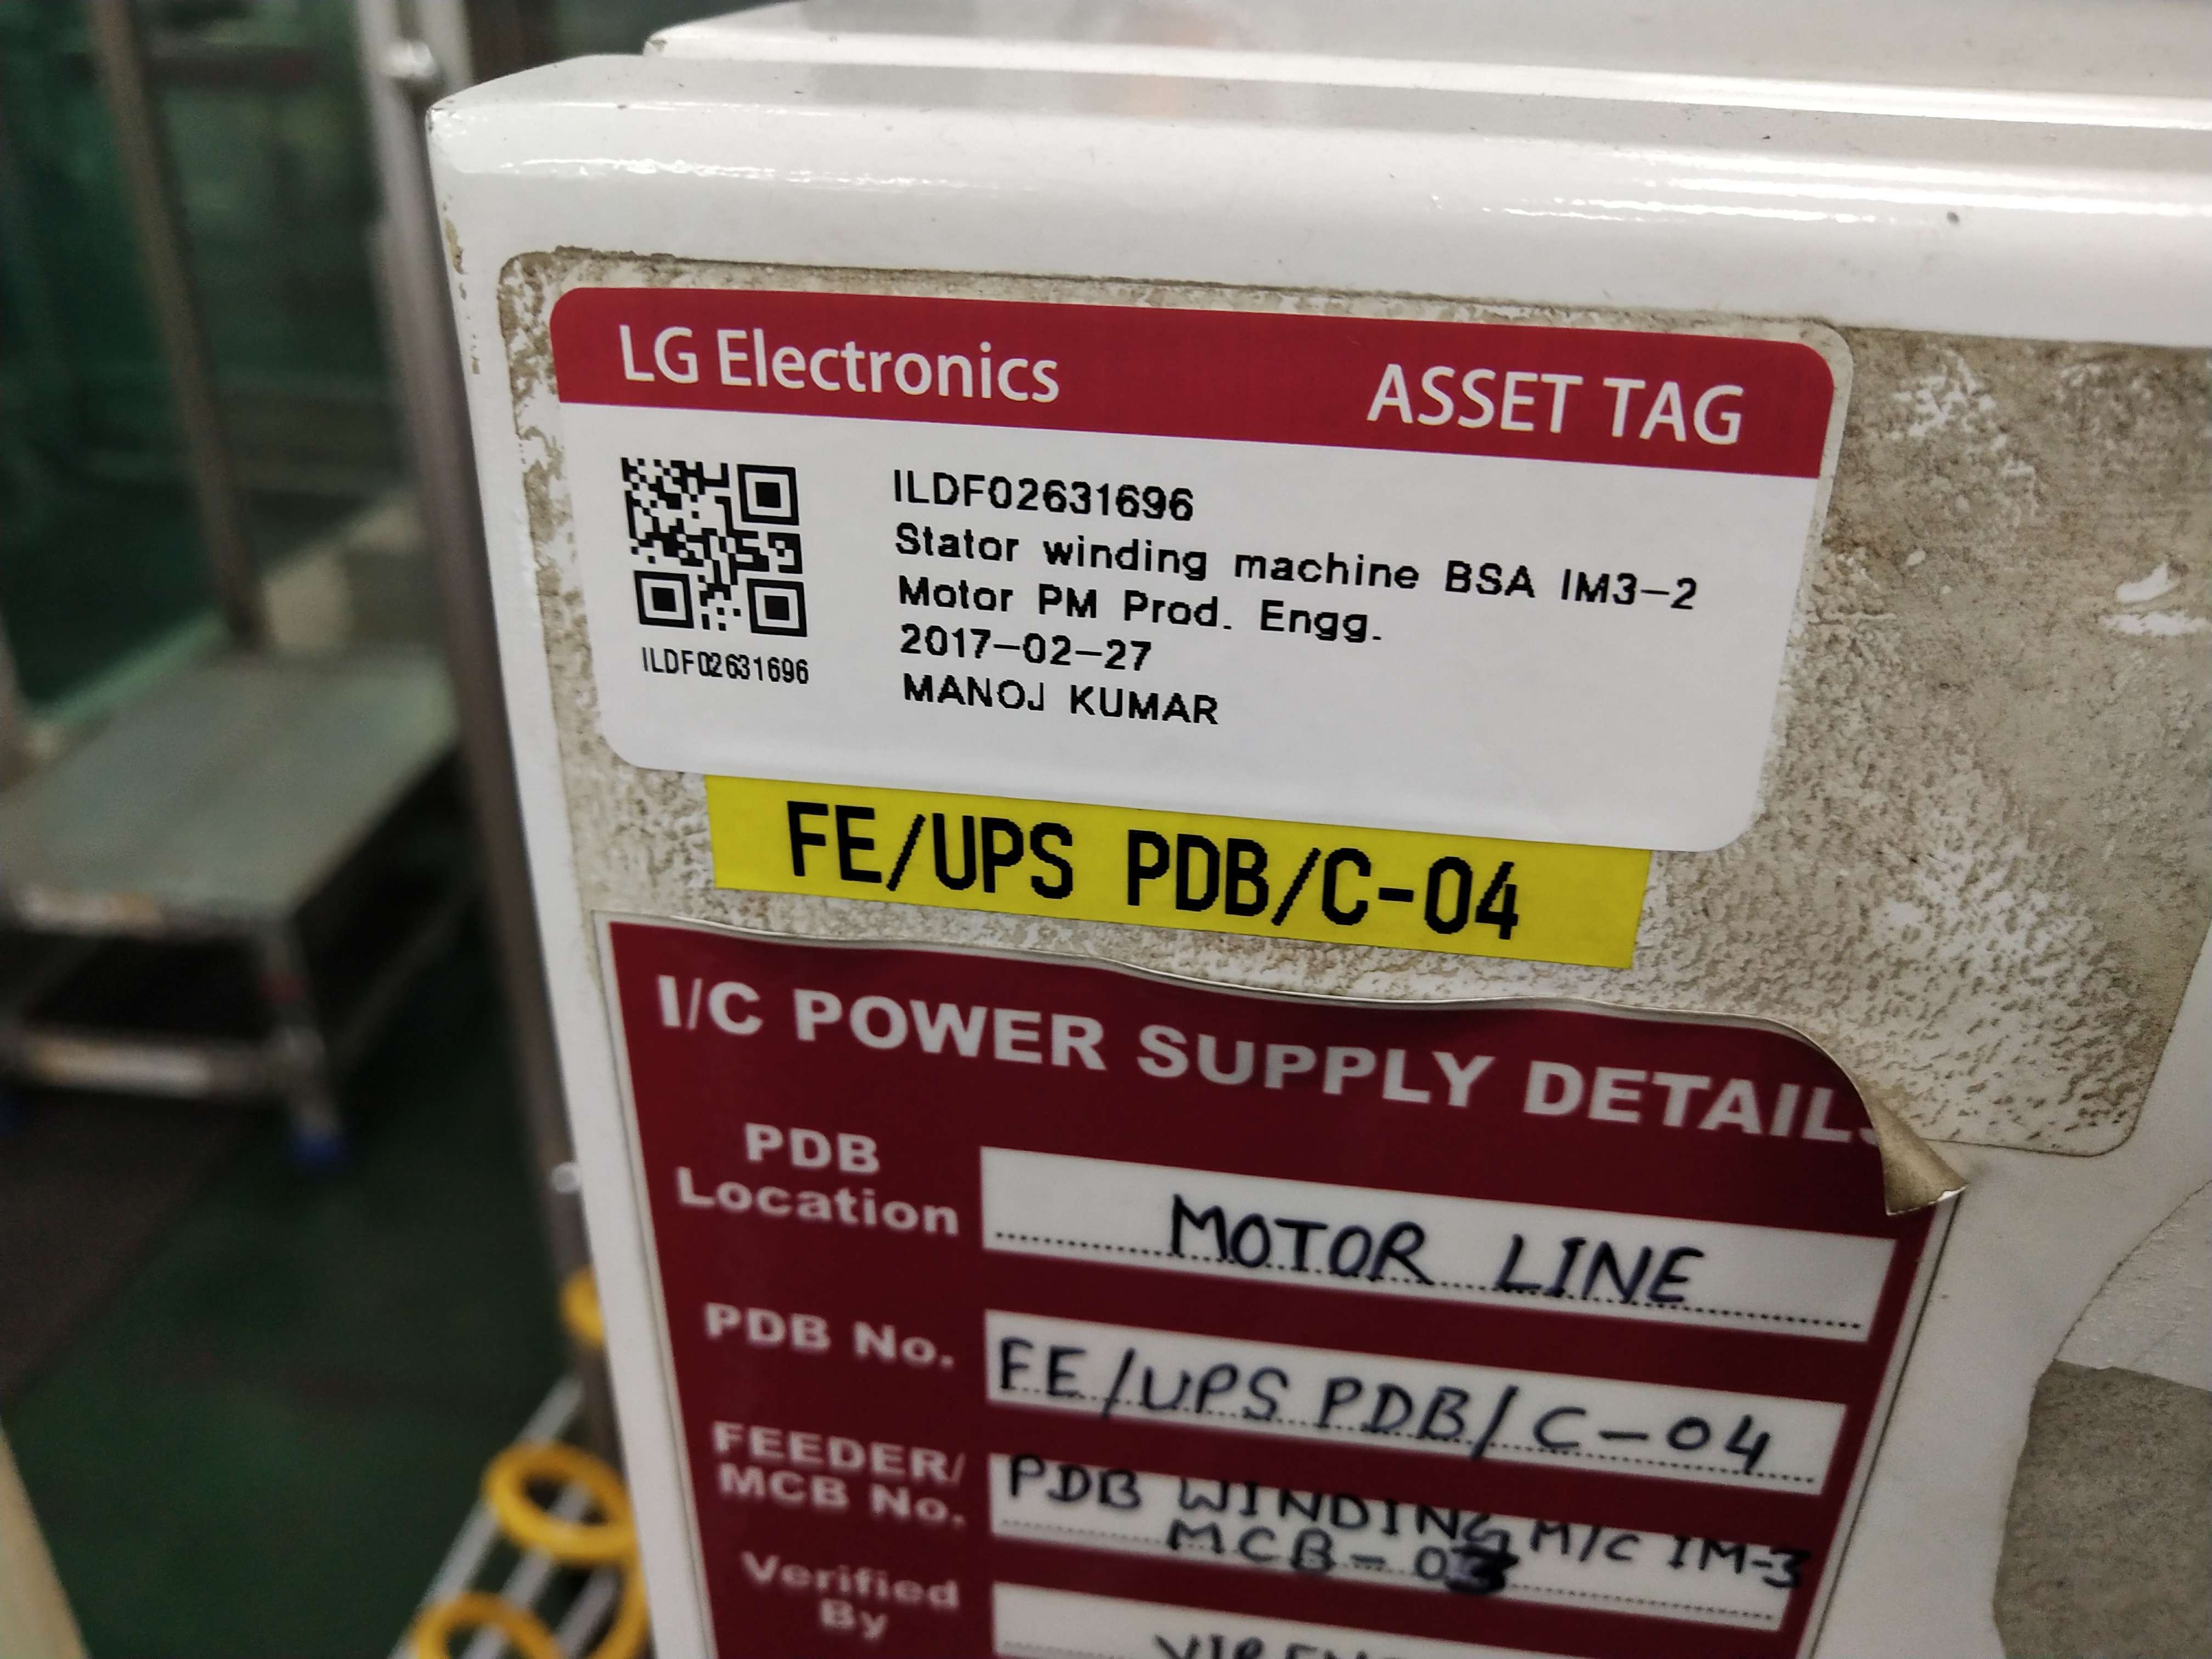 LG Electronics ASSET TAG
ILDF02631696
Stator winding machine BSA IM3-2
Motor PM Prod. Engg.
2017-02-27
MANOJ KUMAR
ILDF02631696
FE/UPS PDB/C-04
I/C POWER SUPPLY DETAILS
PDB Location MOTOR LINE
PDB No. FE/UPS PDB/C-04
FEEDER/ MCB No. PDB WINDING M/C IM-3
MCB-03
Verified By